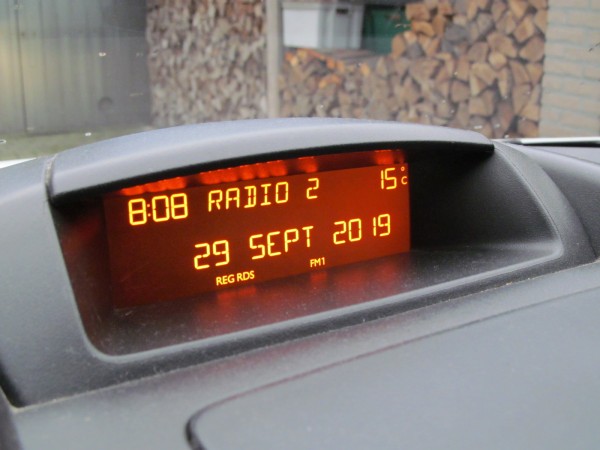 8:08 RADIO 2 15°C
29 SEPT 2019
REG RDS FM1